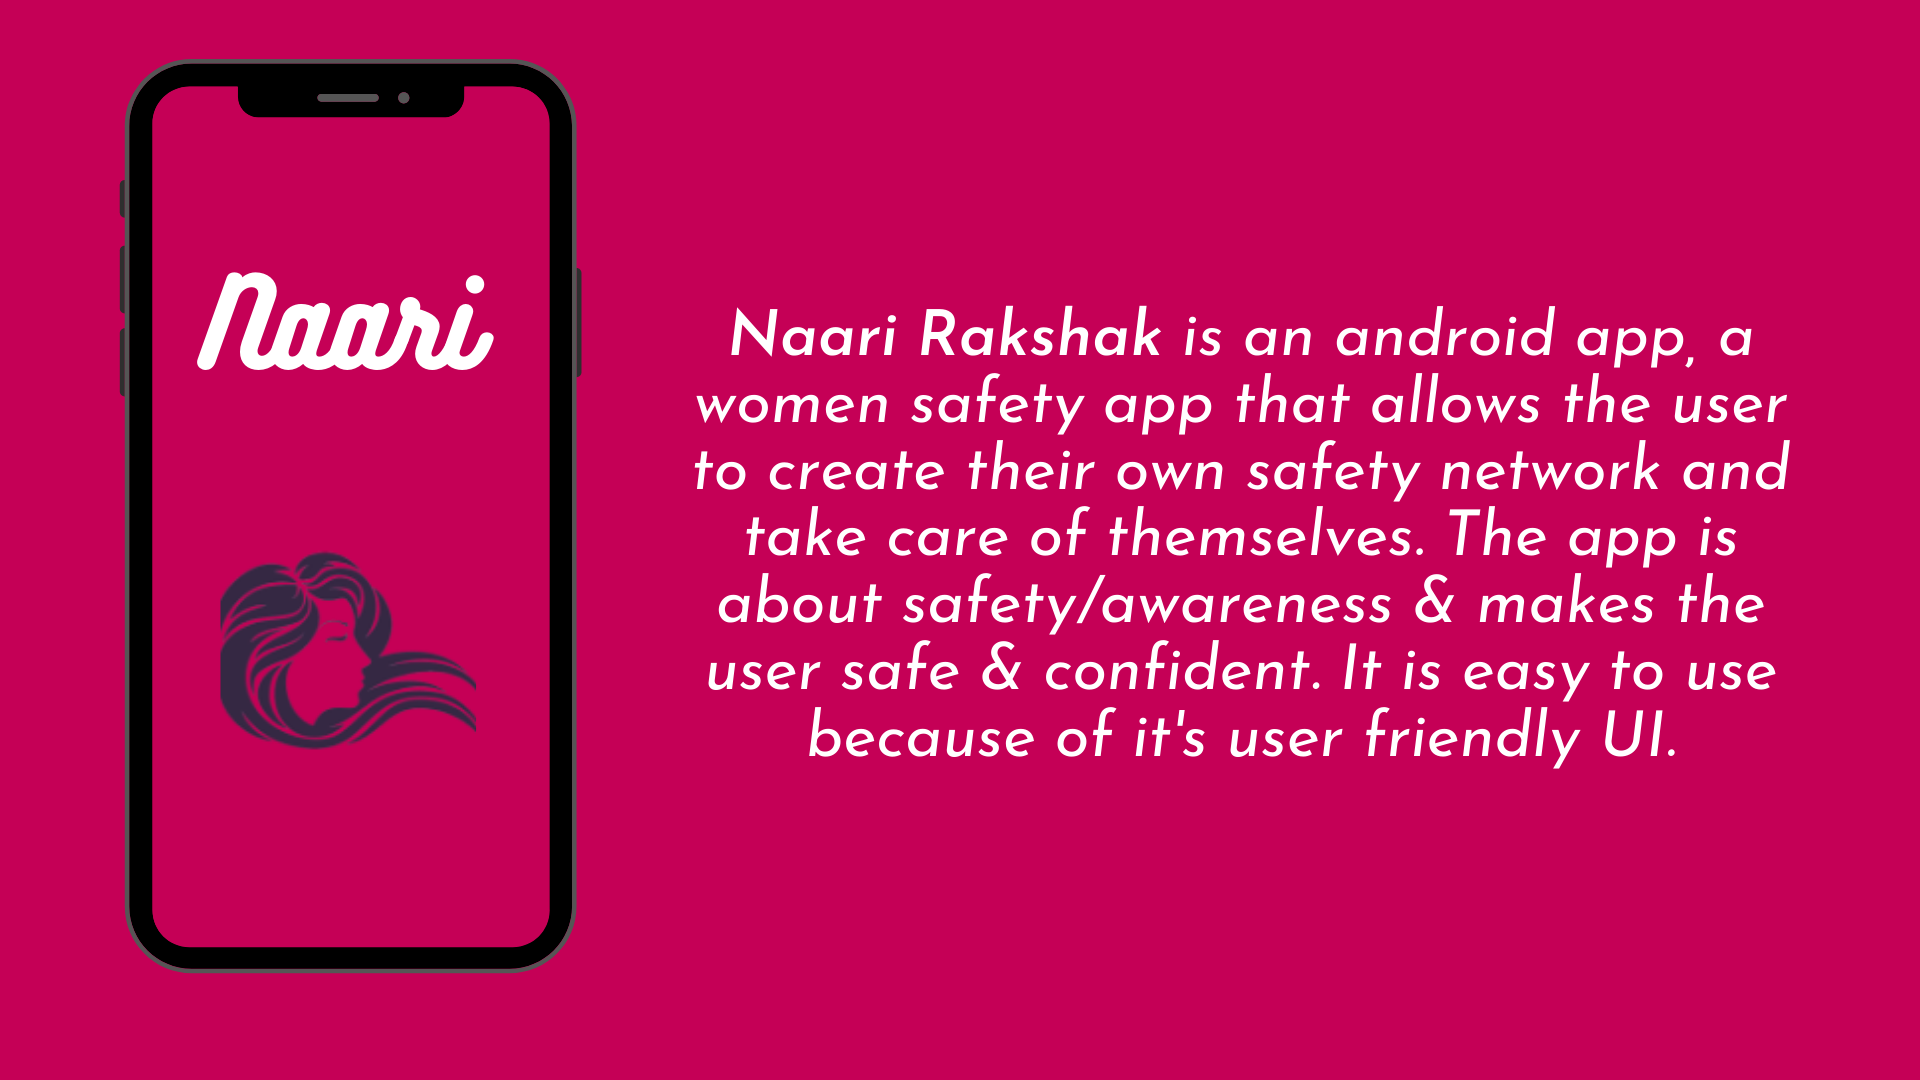 Naari
Naari Rakshak is an android app, a
women safety app that allows the user
to create their own safety network and
take care of themselves. The app is
about safety/awareness & makes the
user safe & confident. It is easy to use
because of it's user friendly UI.